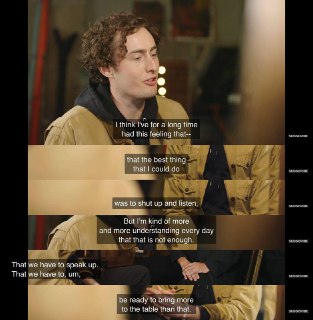 I think I've for a long time
had this feeling that--
that the best thing
that I could do
was to shut up and listen,
But I'm kind of more
and more understanding every day
that that is not enough.
That we have to speak up.
That we have to, um,
be ready to bring more
to the table than that.